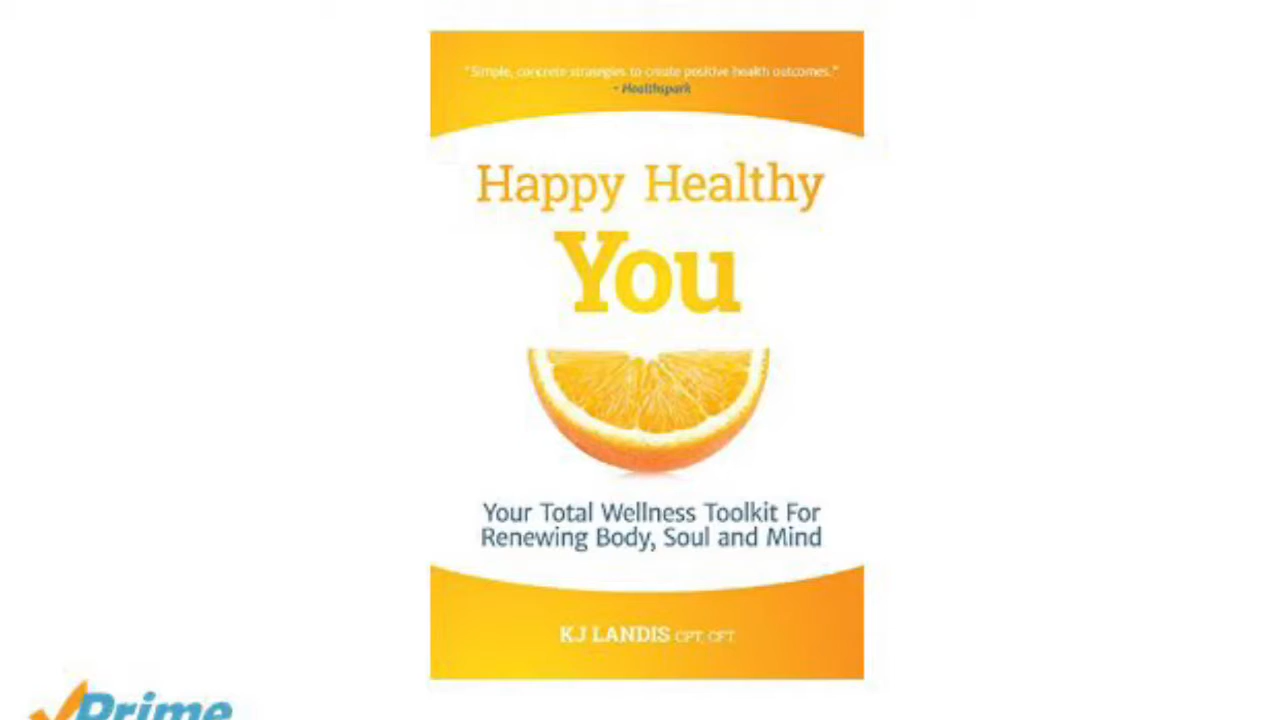 "Simple, concrete strategies to create positive health outcomes."
- Healthspark
Happy Healthy
You
Your Total Wellness Toolkit For
Renewing Body, Soul and Mind
KJ LANDIS CPT, CFT
Prime